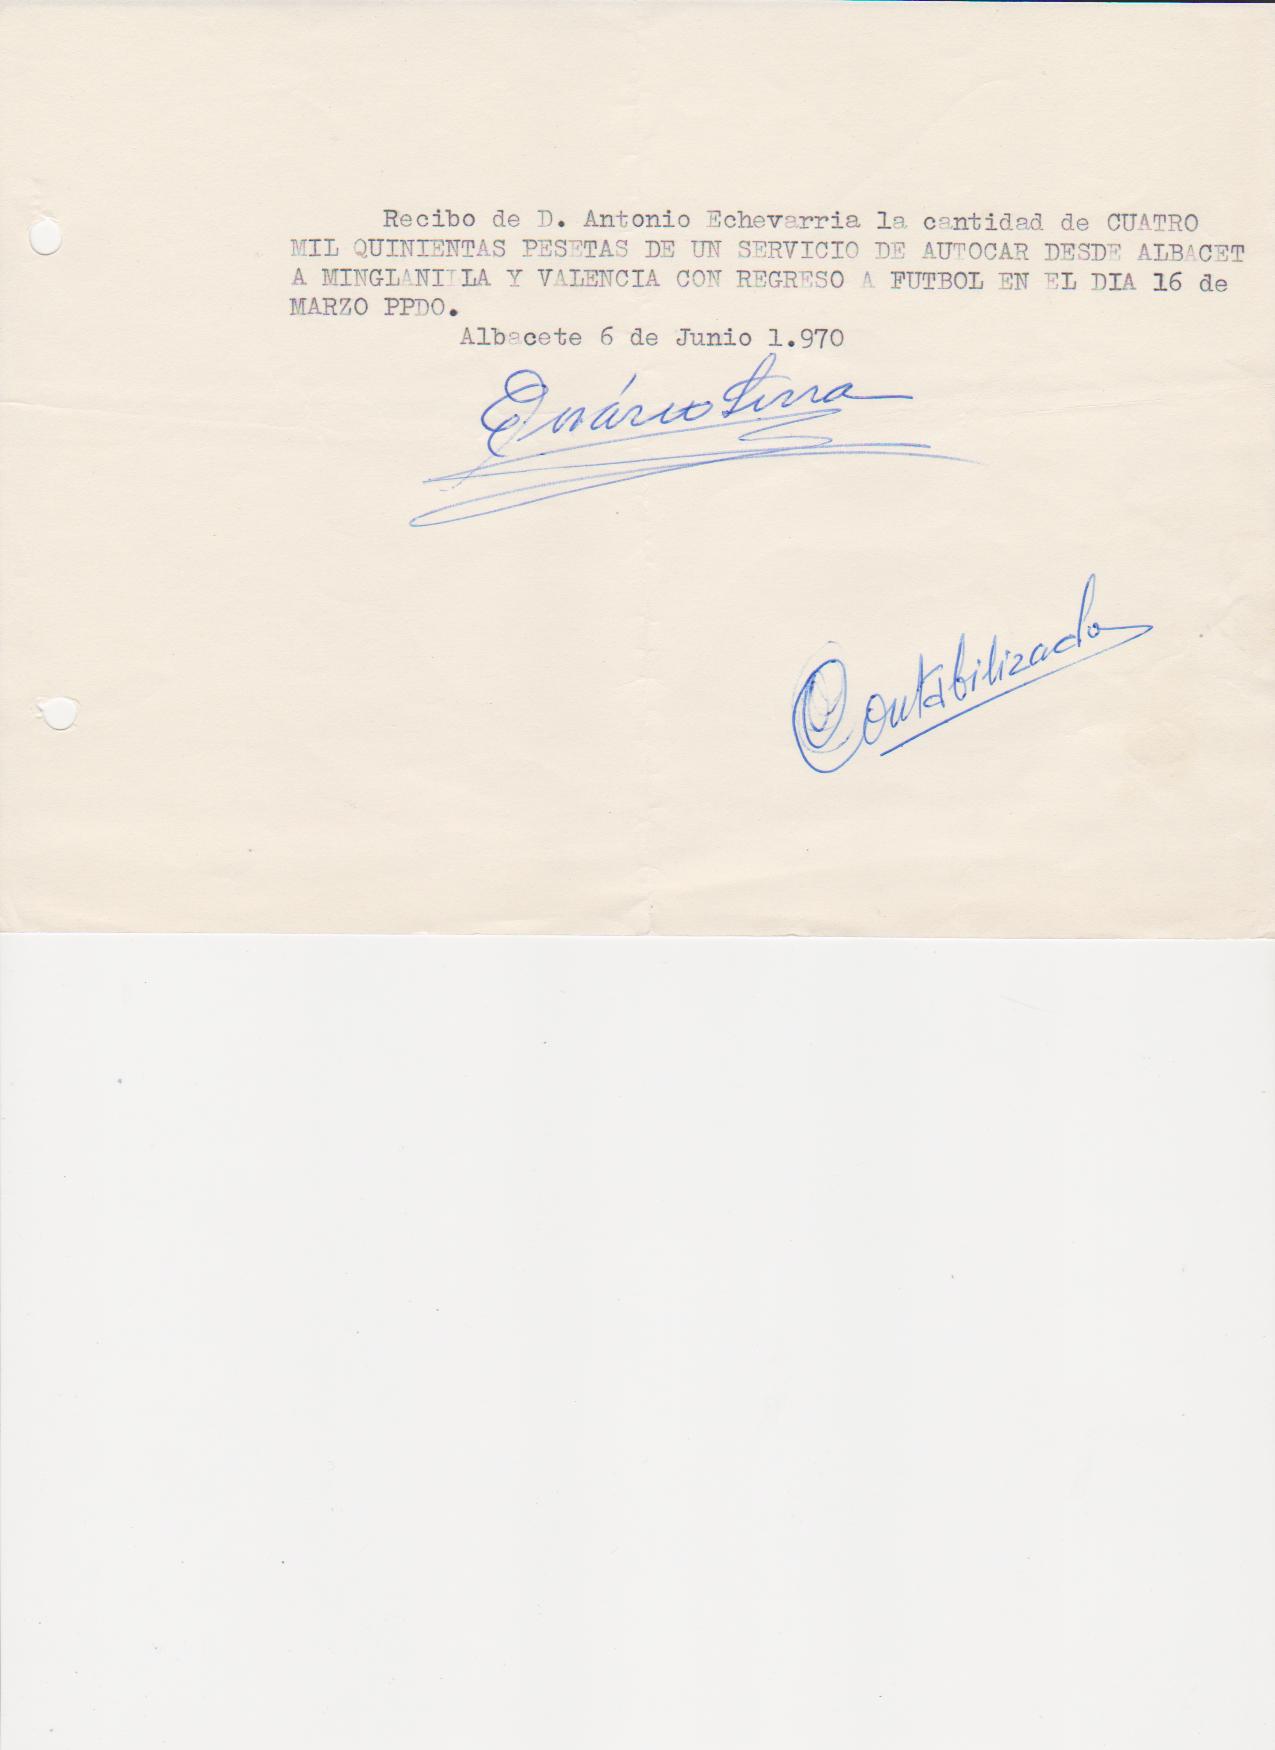 Recibo de D. Antonio Echevarria la cantidad de CUATRO
MIL QUINIENTAS PESETAS DE UN SERVICIO DE AUTOCAR DESDE ALBACET
A MINGLANILLA Y VALENCIA CON REGRESO A FUTBOL EN EL DIA 16 de
MARZO PPDO.
Albacete 6 de Junio 1.970
Contabilizado